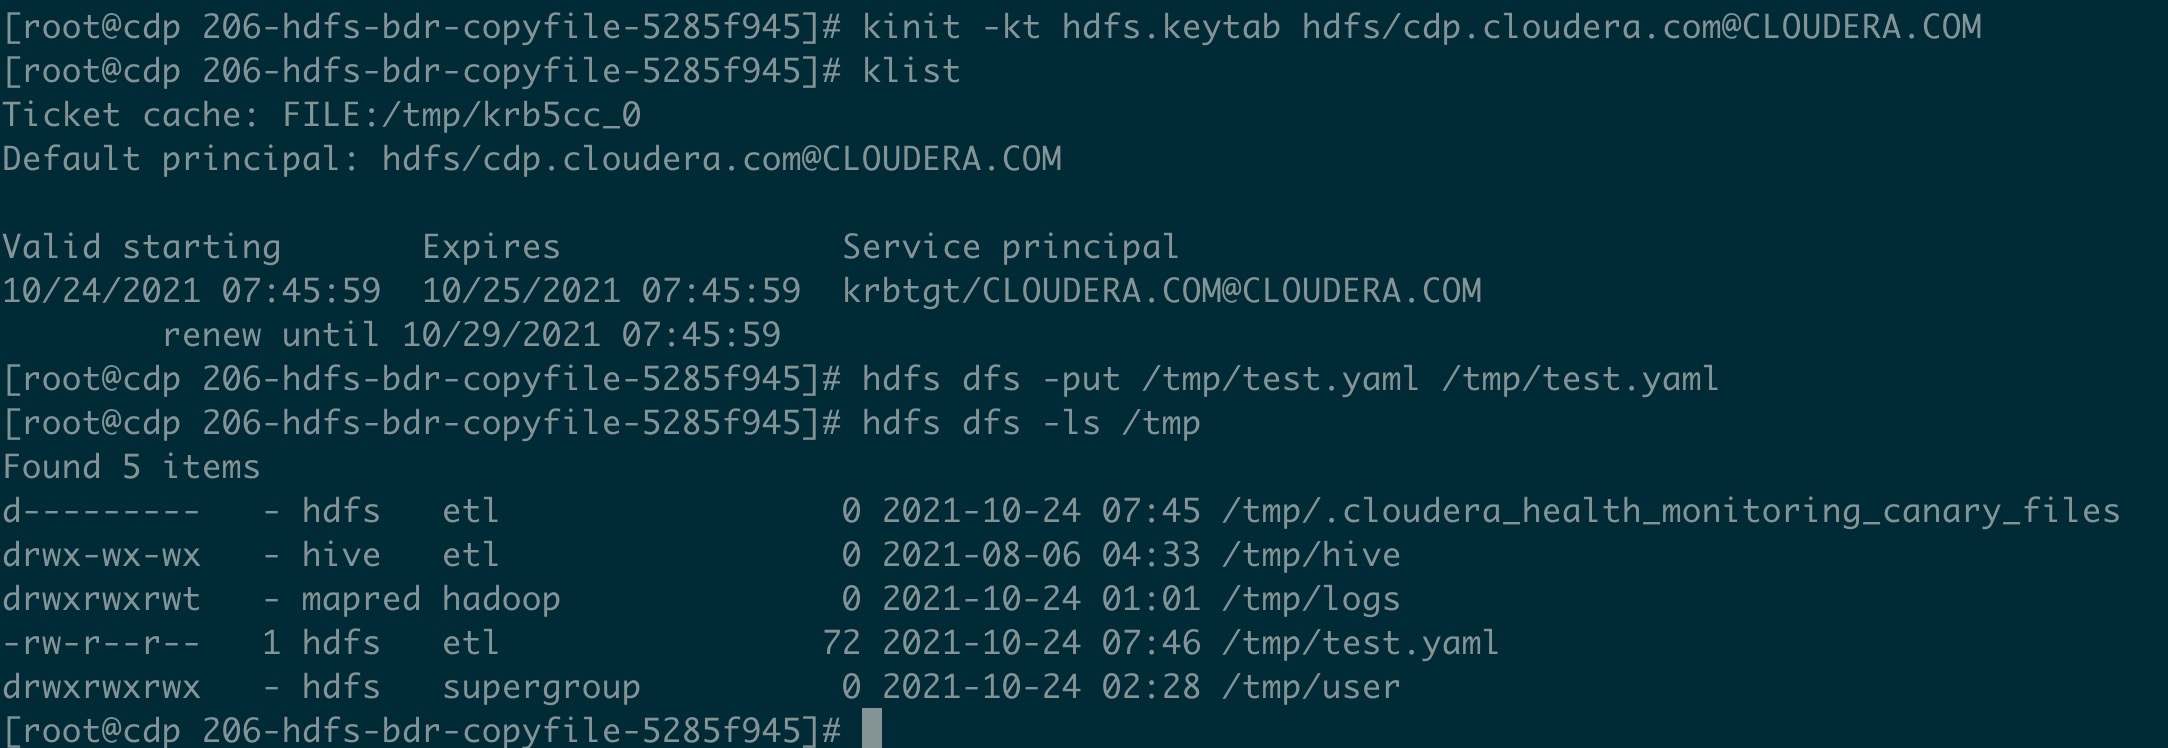 [root@cdp 206-hdfs-bdr-copyfile-5285f945]# kinit -kt hdfs.keytab hdfs/cdp.cloudera.com@CLOUDERA.COM
[root@cdp 206-hdfs-bdr-copyfile-5285f945]# klist
Ticket cache: FILE:/tmp/krb5cc_0
Default principal: hdfs/cdp.cloudera.com@CLOUDERA.COM

Valid starting       Expires              Service principal
10/24/2021 07:45:59  10/25/2021 07:45:59  krbtgt/CLOUDERA.COM@CLOUDERA.COM
        renew until 10/29/2021 07:45:59
[root@cdp 206-hdfs-bdr-copyfile-5285f945]# hdfs dfs -put /tmp/test.yaml /tmp/test.yaml
[root@cdp 206-hdfs-bdr-copyfile-5285f945]# hdfs dfs -ls /tmp
Found 5 items
d---------   - hdfs   etl                 0 2021-10-24 07:45 /tmp/.cloudera_health_monitoring_canary_files
drwx-wx-wx   - hive   etl                 0 2021-08-06 04:33 /tmp/hive
drwxrwxrwt   - mapred hadoop              0 2021-10-24 01:01 /tmp/logs
-rw-r--r--   1 hdfs   etl                72 2021-10-24 07:46 /tmp/test.yaml
drwxrwxrwx   - hdfs   supergroup          0 2021-10-24 02:28 /tmp/user
[root@cdp 206-hdfs-bdr-copyfile-5285f945]#